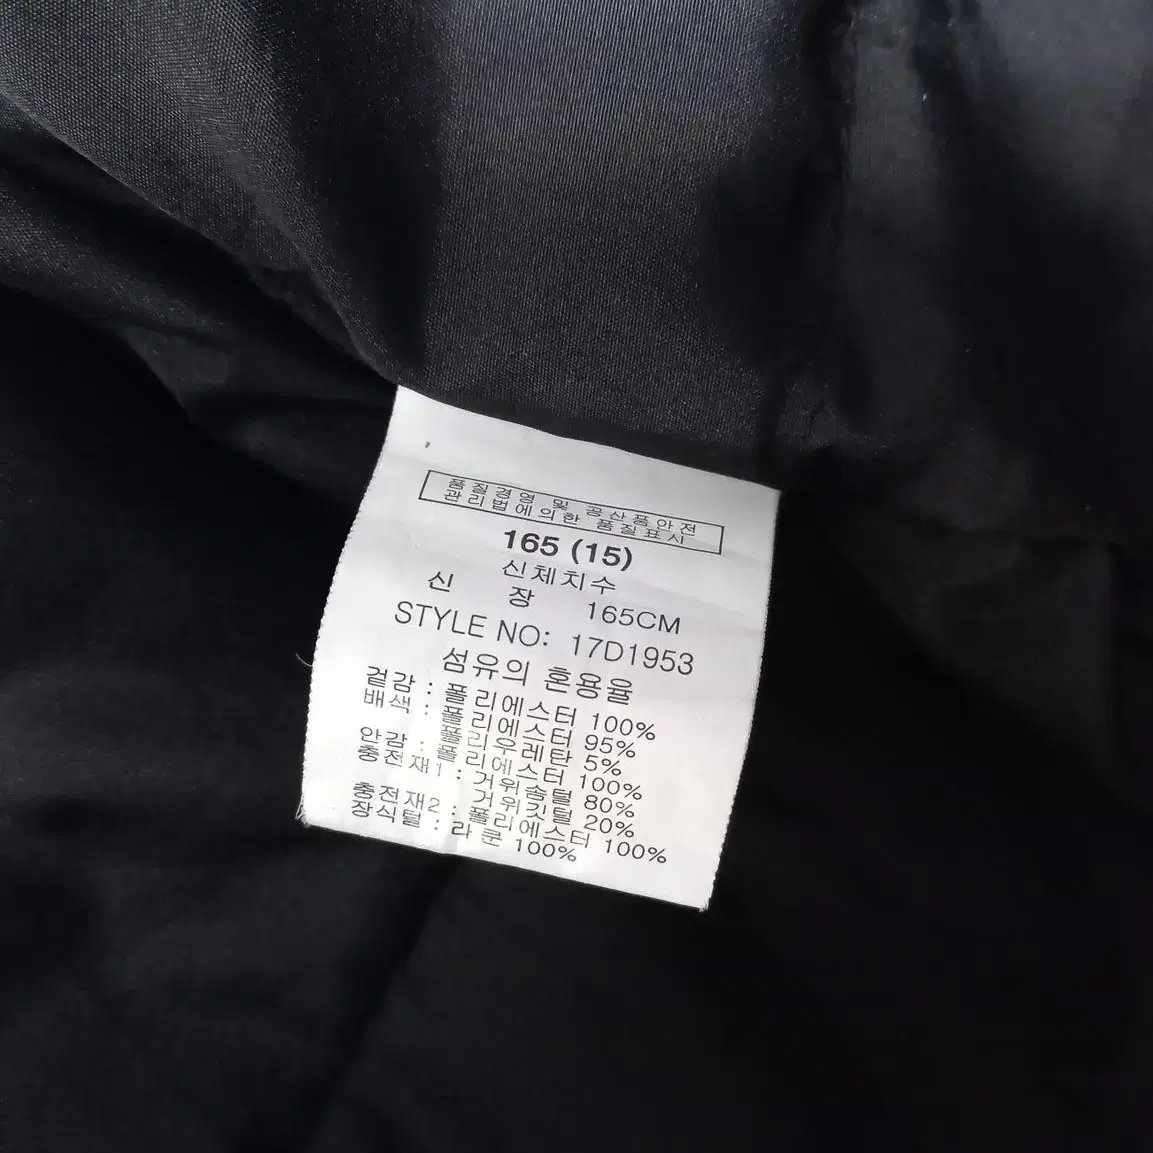 품질경영 및 공산품안전
관리법에의한 품질표시
165 (15)
신체치수
신 장 165CM
STYLE NO: 17D1953
섬유의 혼용율
겉감 : 폴리에스터 100%
배색 : 폴리에스터 95%
폴리우레탄 5%
안감 : 폴리에스터 100%
충전재1 : 거위솜털 80%
거위깃털 20%
충전재2 : 폴리에스터 100%
장식털 : 라쿤 100%